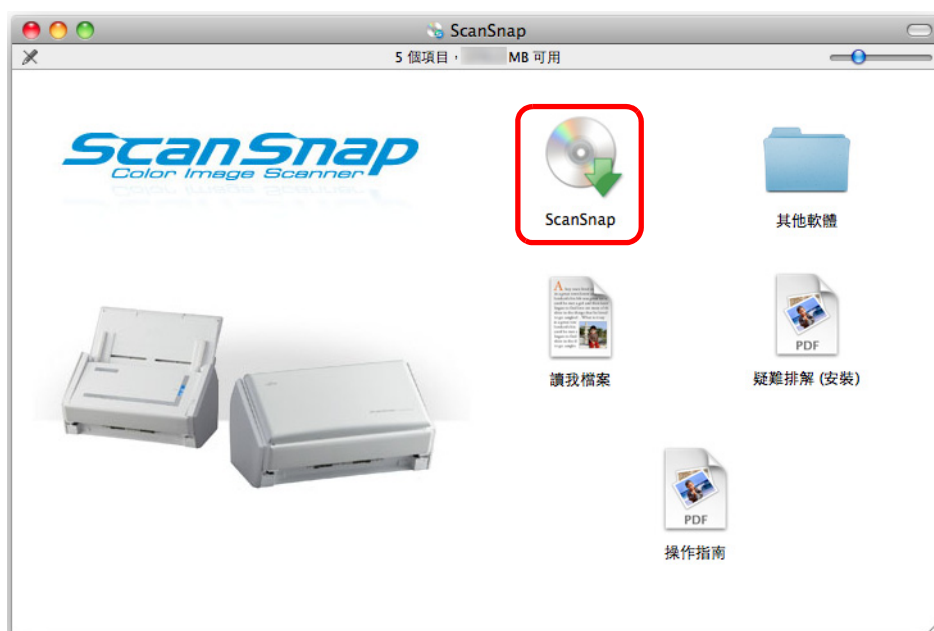 ScanSnap
5 個項目， MB 可用
ScanSnap
Color Image Scanner
ScanSnap
其他軟體
讀我檔案
PDF
疑難排解 (安裝)
PDF
操作指南